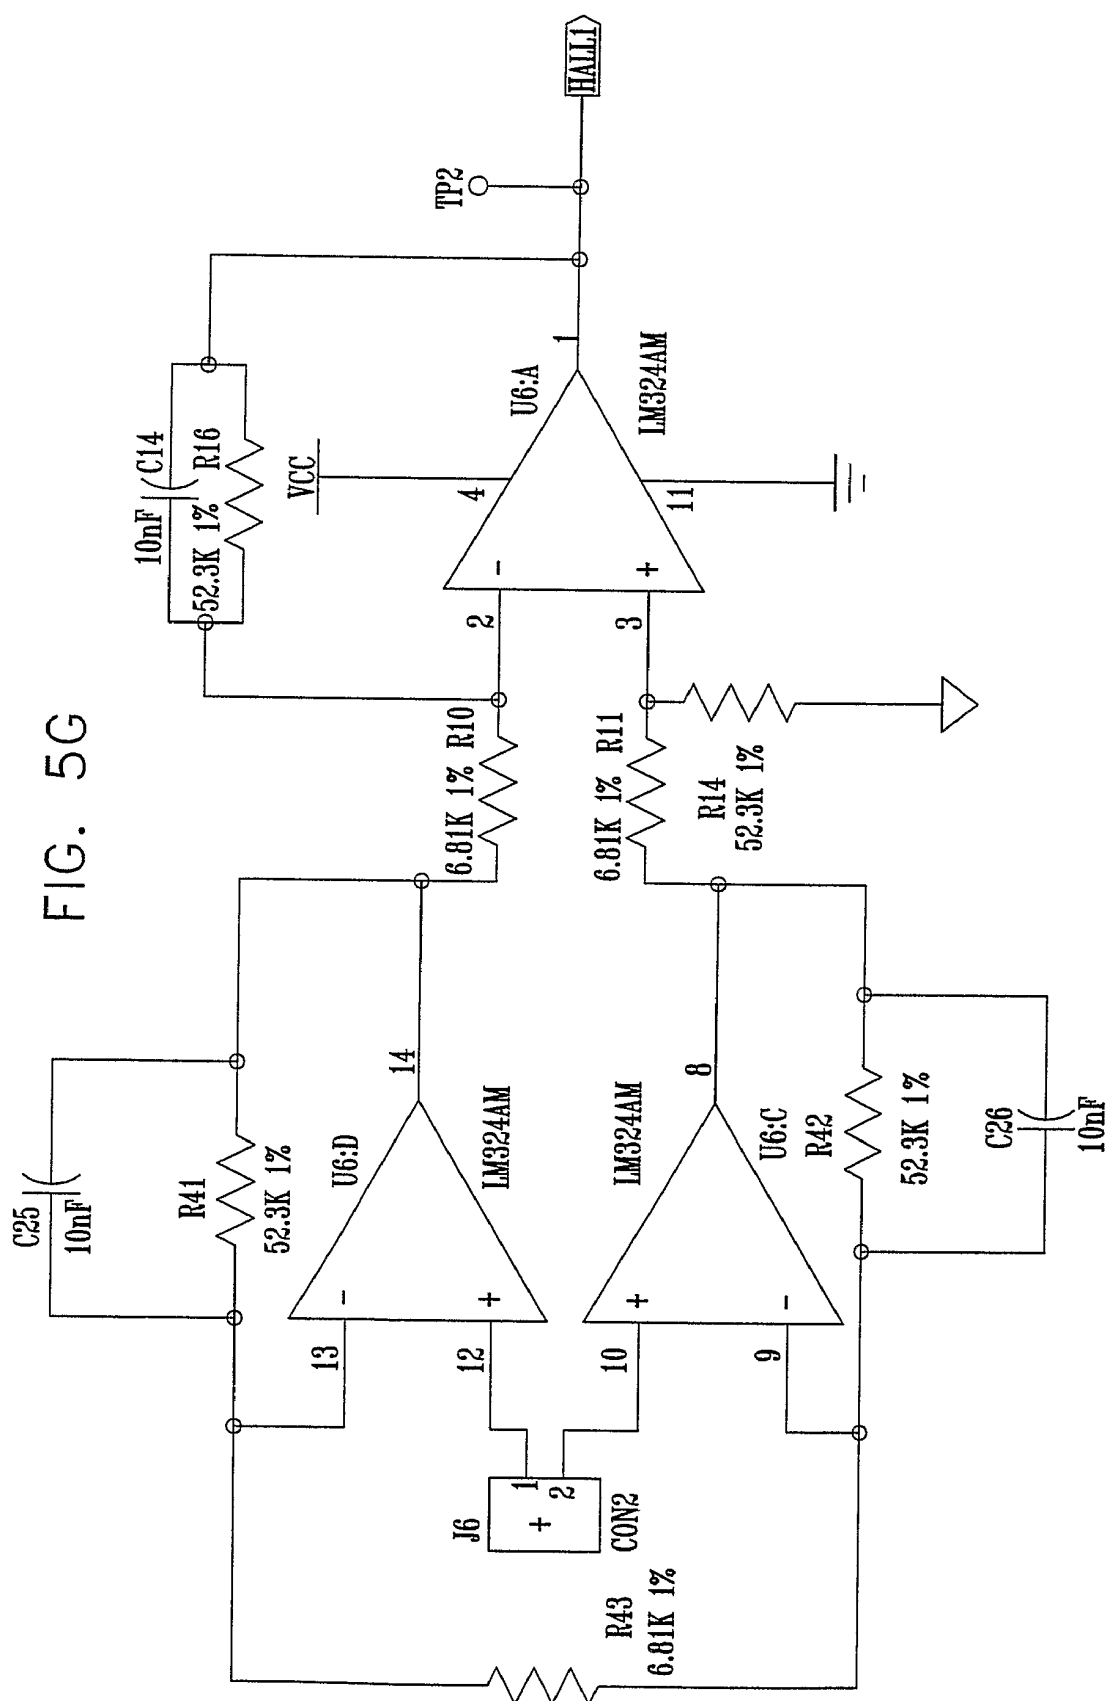 FIG. 5G
C25
10nF
R41
52.3K 1%
13
12
14
-
+
U6:D
LM324AM
J6
+
1
2
CON2
R43
6.81K 1%
10
9
8
+
-
LM324AM
U6:C
R42
52.3K 1%
C26
10nF
6.81K 1% R10
6.81K 1% R11
R14
52.3K 1%
10nF C14
52.3K 1% R16
VCC
4
2
3
-
+
11
1
U6:A
LM324AM
TP2
HALL1